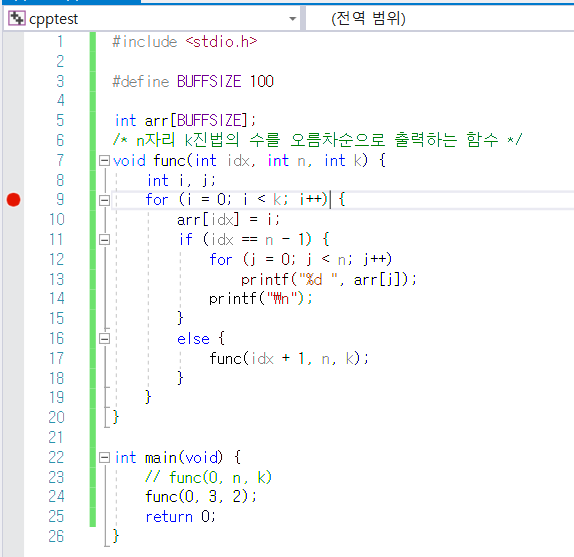 cpptest (전역 범위)
1 #include <stdio.h>
2
3 #define BUFFSIZE 100
4
5 int arr[BUFFSIZE];
6 /* n자리 k진법의 수를 오름차순으로 출력하는 함수 */
7 void func(int idx, int n, int k) {
8 int i, j;
9 for (i = 0; i < k; i++) {
10 arr[idx] = i;
11 if (idx == n - 1) {
12 for (j = 0; j < n; j++)
13 printf("%d ", arr[j]);
14 printf("₩n");
15 }
16 else {
17 func(idx + 1, n, k);
18 }
19 }
20 }
21
22 int main(void) {
23 // func(0, n, k)
24 func(0, 3, 2);
25 return 0;
26 }